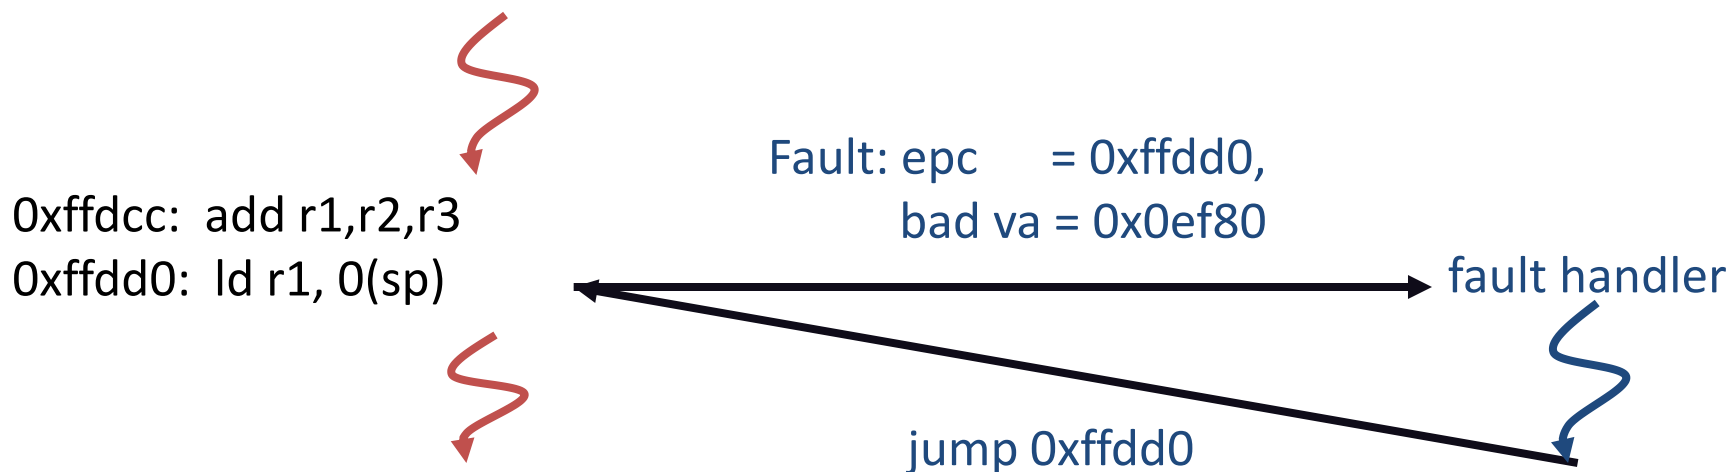 Fault: epc = 0xffdd0,
bad va = 0x0ef80
0xffdcc: add r1,r2,r3
0xffdd0: ld r1, 0(sp)
fault handler
jump 0xffdd0